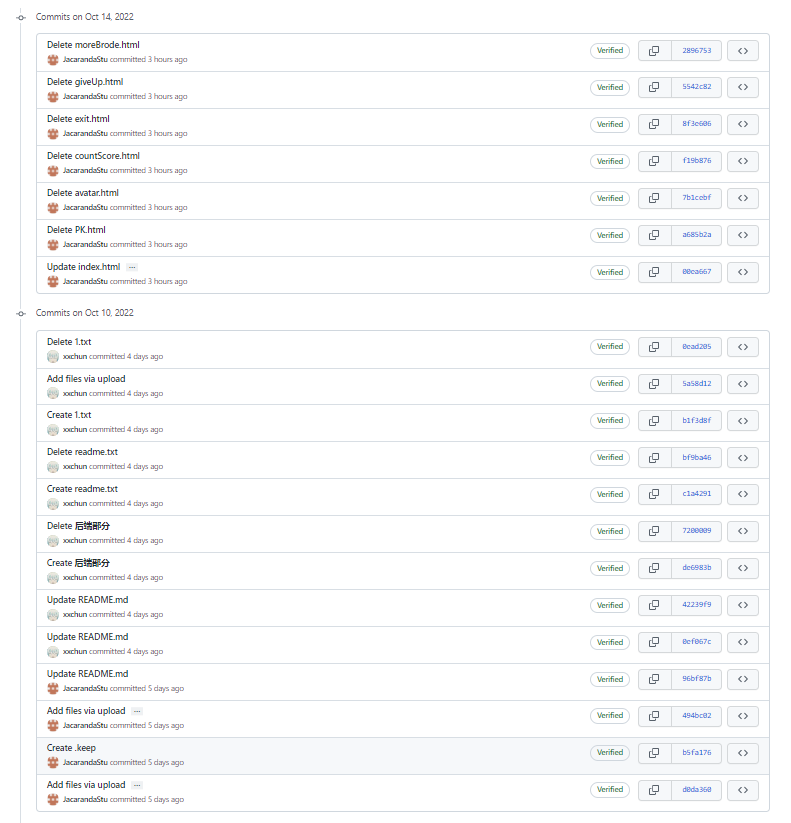 Commits on Oct 14, 2022
Delete moreBrode.html
JacarandaStu committed 3 hours ago
Verified
2896753
Delete giveUp.html
JacarandaStu committed 3 hours ago
Verified
5542c82
Delete exit.html
JacarandaStu committed 3 hours ago
Verified
8f3e606
Delete countScore.html
JacarandaStu committed 3 hours ago
Verified
f19b876
Delete avatar.html
JacarandaStu committed 3 hours ago
Verified
7b1cebf
Delete PK.html
JacarandaStu committed 3 hours ago
Verified
a685b2a
Update index.html ...
JacarandaStu committed 3 hours ago
Verified
00ea667
Commits on Oct 10, 2022
Delete 1.txt
xxchun committed 4 days ago
Verified
0ead205
Add files via upload
xxchun committed 4 days ago
Verified
5a58d12
Create 1.txt
xxchun committed 4 days ago
Verified
b1f3d8f
Delete readme.txt
xxchun committed 4 days ago
Verified
bf9ba46
Create readme.txt
xxchun committed 4 days ago
Verified
c1a4291
Delete 后端部分
xxchun committed 4 days ago
Verified
7200009
Create 后端部分
xxchun committed 4 days ago
Verified
de6983b
Update README.md
xxchun committed 4 days ago
Verified
42239f9
Update README.md
xxchun committed 4 days ago
Verified
0ef067c
Update README.md
JacarandaStu committed 5 days ago
Verified
96bf87b
Add files via upload ...
JacarandaStu committed 5 days ago
Verified
494bc02
Create .keep
JacarandaStu committed 5 days ago
Verified
b5fa176
Add files via upload ...
JacarandaStu committed 5 days ago
Verified
d0da360